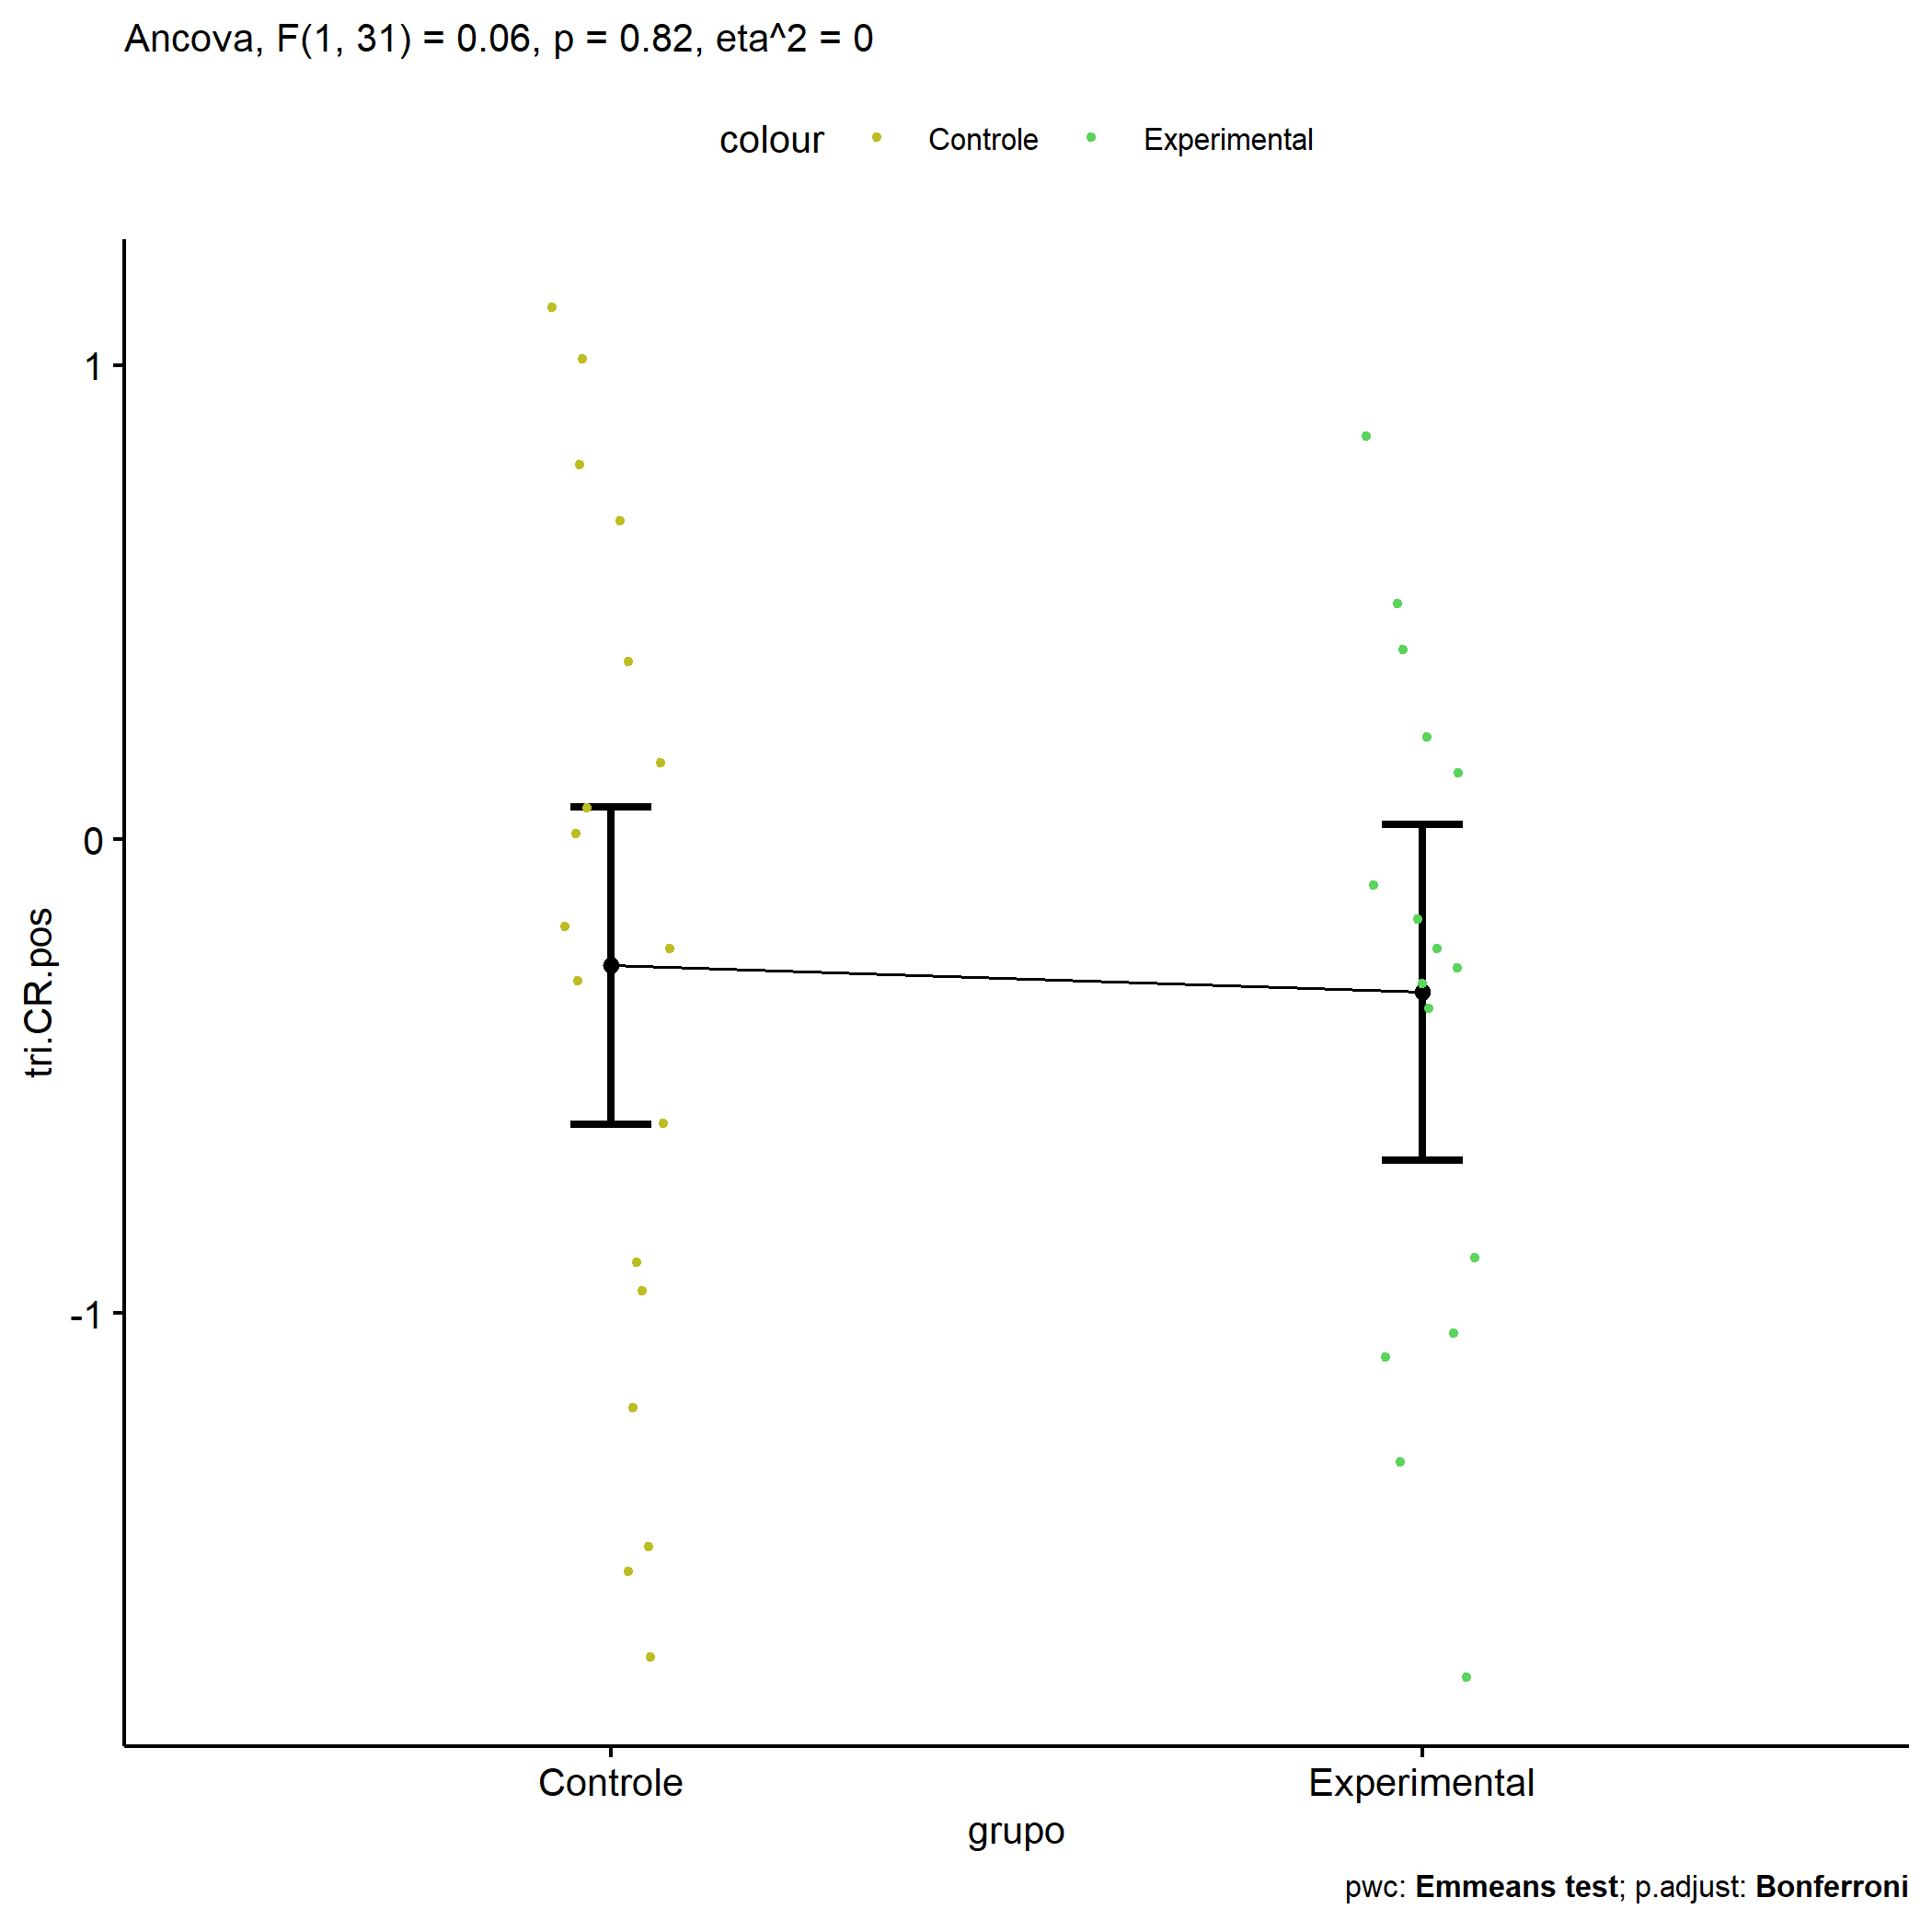 Ancova, F(1, 31) = 0.06, p = 0.82, eta^2 = 0
colour Controle Experimental
1
0
-1
tri.CR.pos
Controle Experimental
grupo
pwc: Emmeans test; p.adjust: Bonferroni